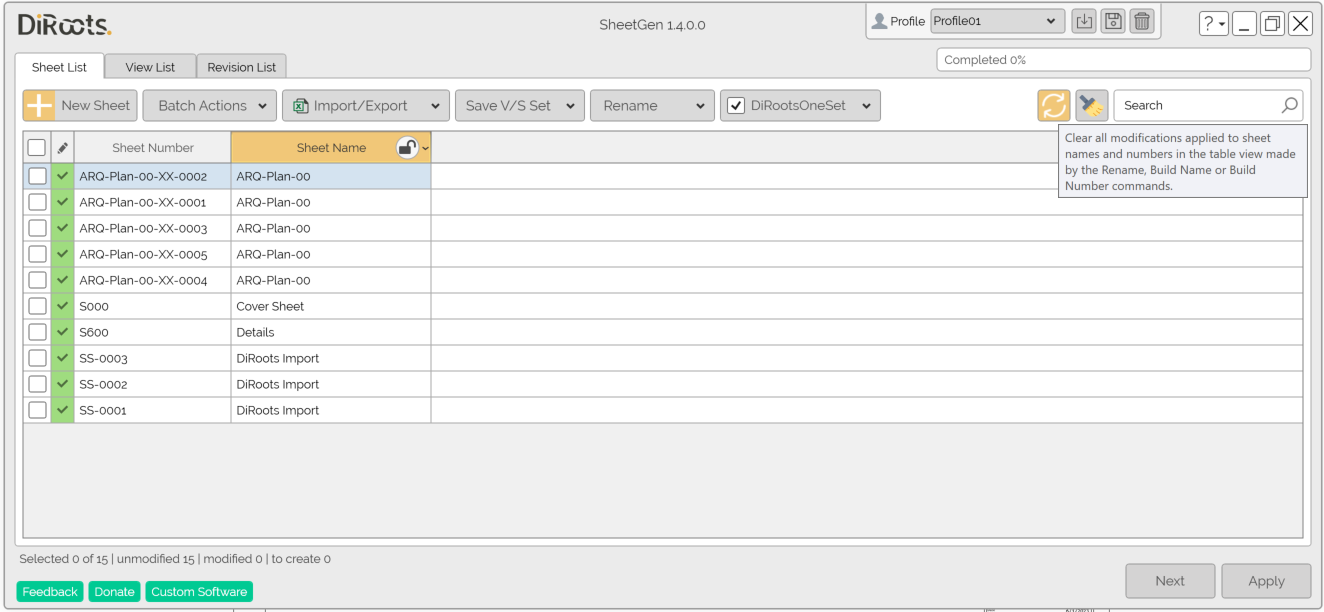 DiRoots.
SheetGen 1.4.0.0
Profile Profile01
?
Sheet List View List Revision List
Completed 0%
New Sheet Batch Actions Import/Export Save V/S Set Rename DiRootsOneSet Search
Sheet Number Sheet Name
Clear all modifications applied to sheet
names and numbers in the table view made
by the Rename, Build Name or Build
Number commands.
ARQ-Plan-00-XX-0002 ARQ-Plan-00
ARQ-Plan-00-XX-0001 ARQ-Plan-00
ARQ-Plan-00-XX-0003 ARQ-Plan-00
ARQ-Plan-00-XX-0005 ARQ-Plan-00
ARQ-Plan-00-XX-0004 ARQ-Plan-00
S000 Cover Sheet
S600 Details
SS-0003 DiRoots Import
SS-0002 DiRoots Import
SS-0001 DiRoots Import
Selected 0 of 15 | unmodified 15 | modified 0 | to create 0
Feedback Donate Custom Software
Next Apply